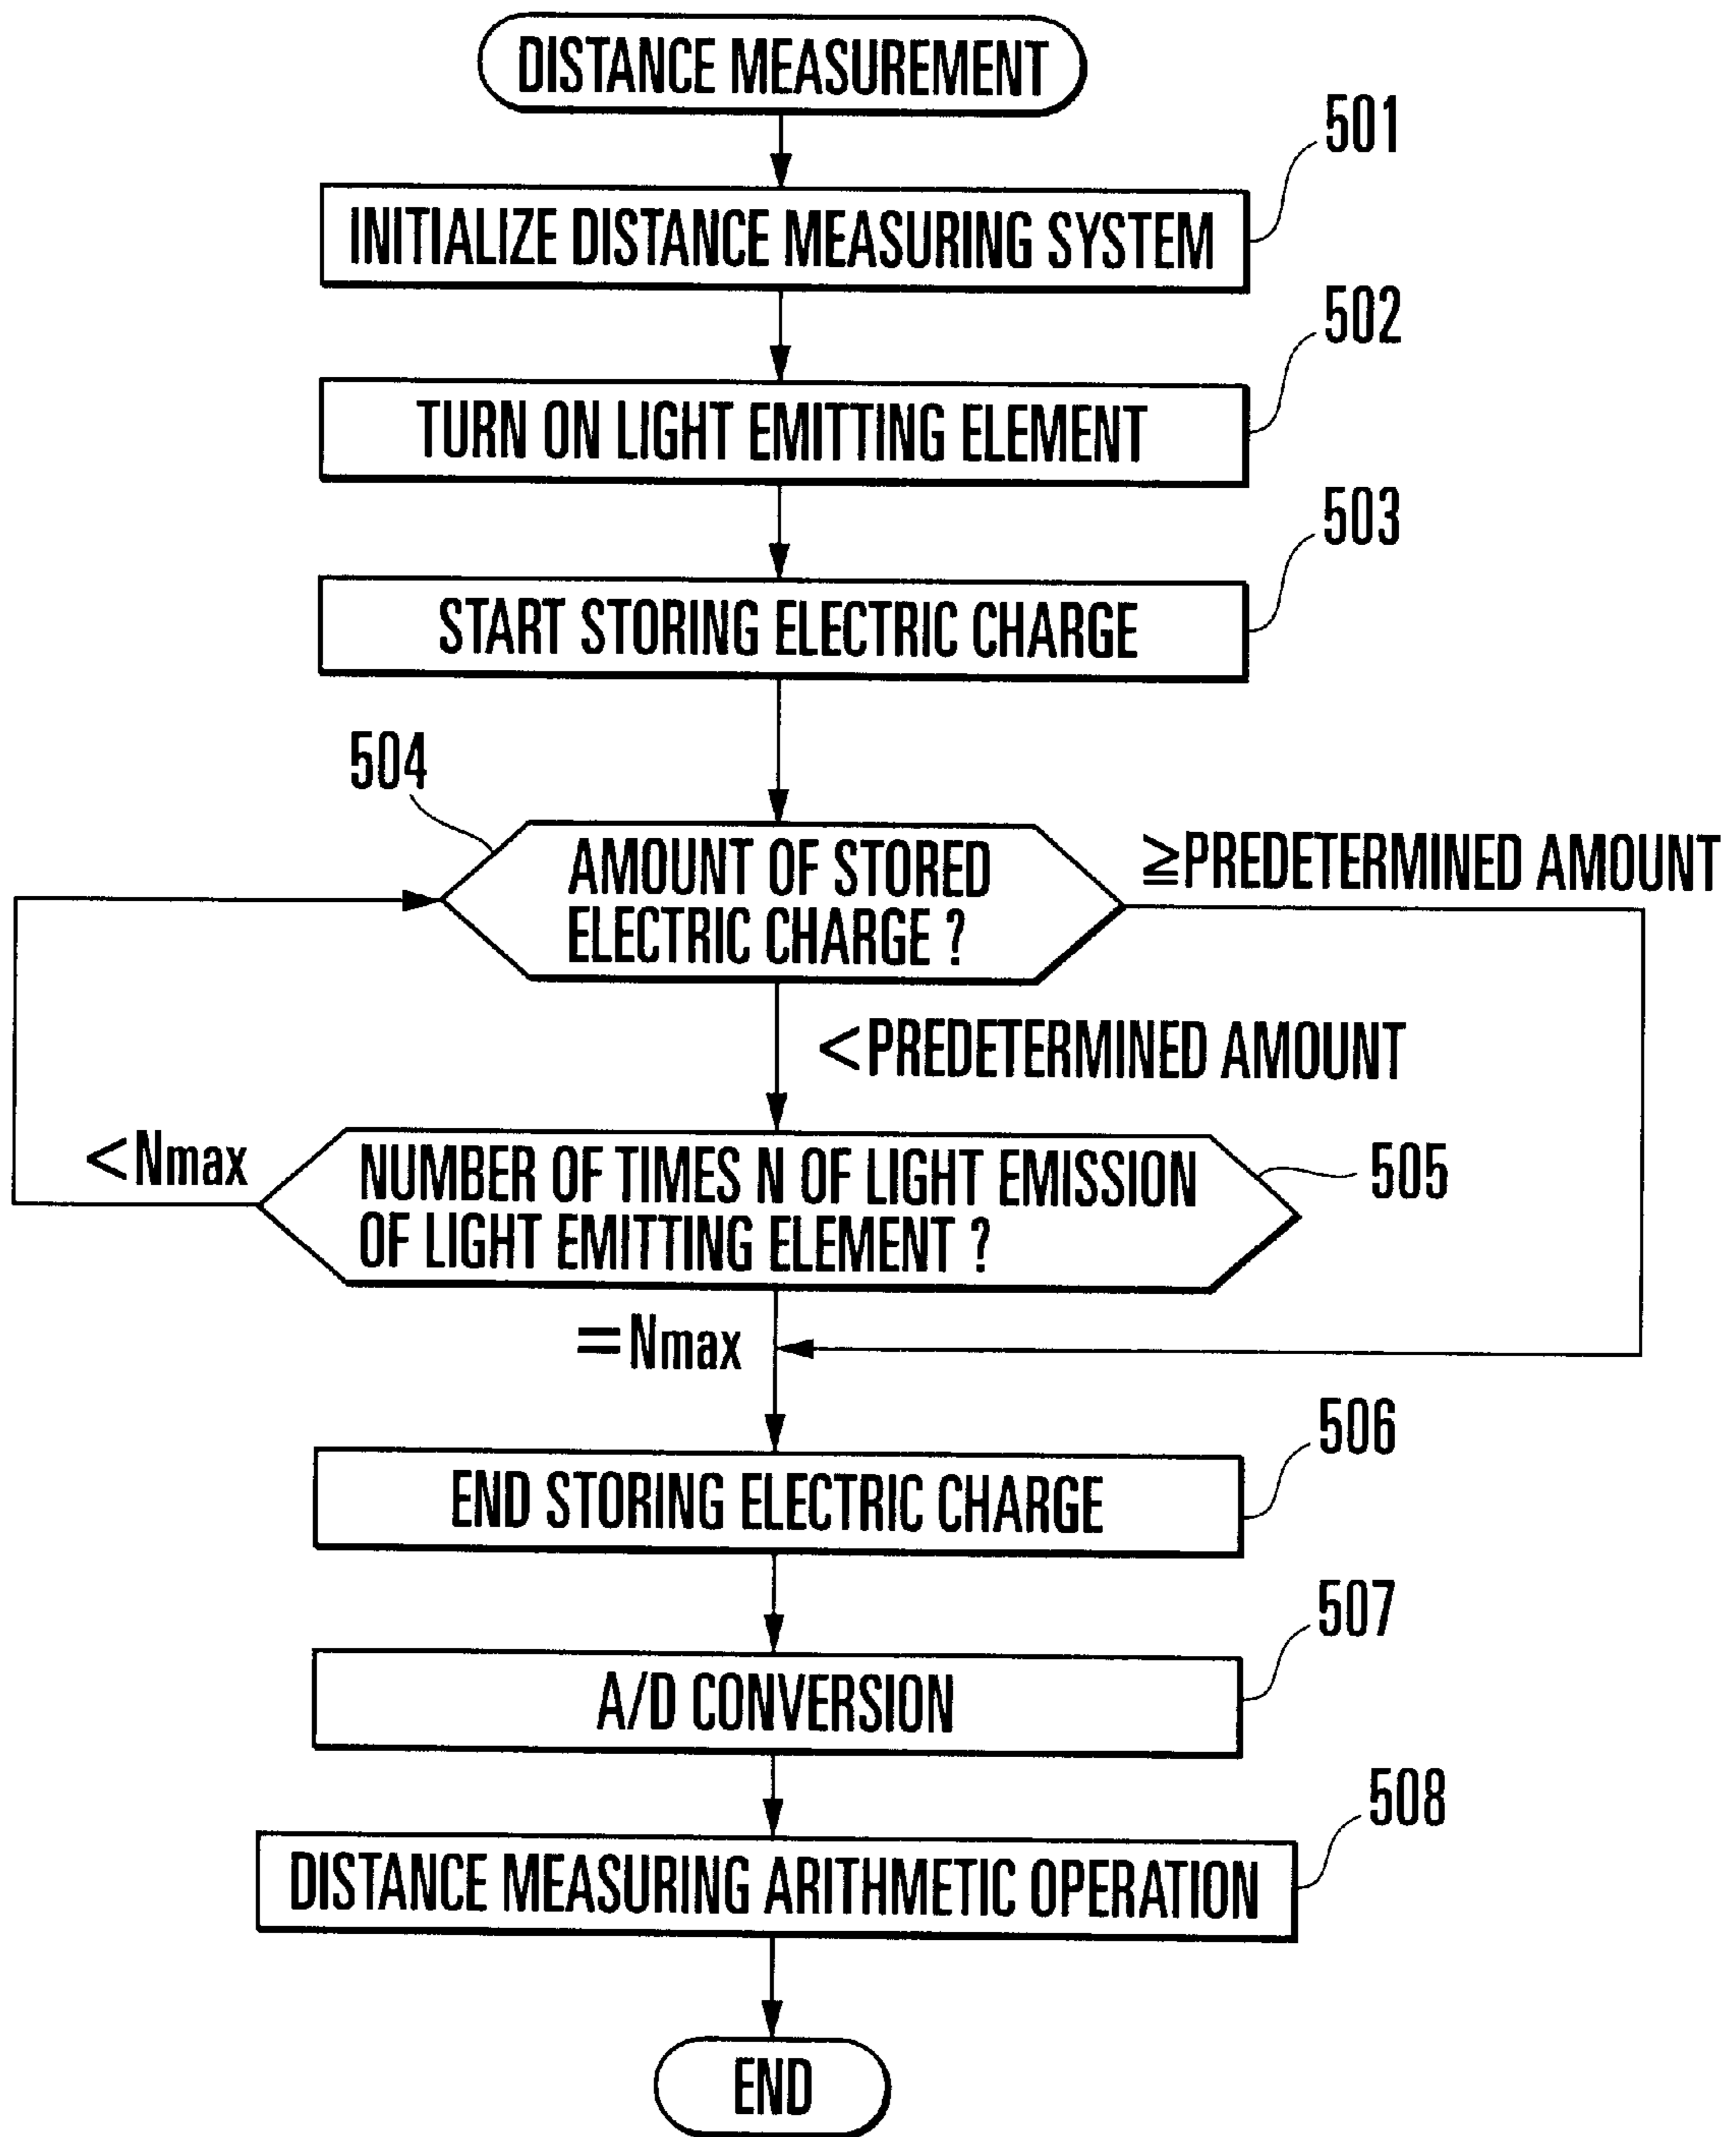 DISTANCE MEASUREMENT
501
INITIALIZE DISTANCE MEASURING SYSTEM
502
TURN ON LIGHT EMITTING ELEMENT
503
START STORING ELECTRIC CHARGE
504
AMOUNT OF STORED
ELECTRIC CHARGE ?
≧PREDETERMINED AMOUNT
<PREDETERMINED AMOUNT
<Nmax
NUMBER OF TIMES N OF LIGHT EMISSION
OF LIGHT EMITTING ELEMENT ?
505
=Nmax
506
END STORING ELECTRIC CHARGE
507
A/D CONVERSION
508
DISTANCE MEASURING ARITHMETIC OPERATION
END